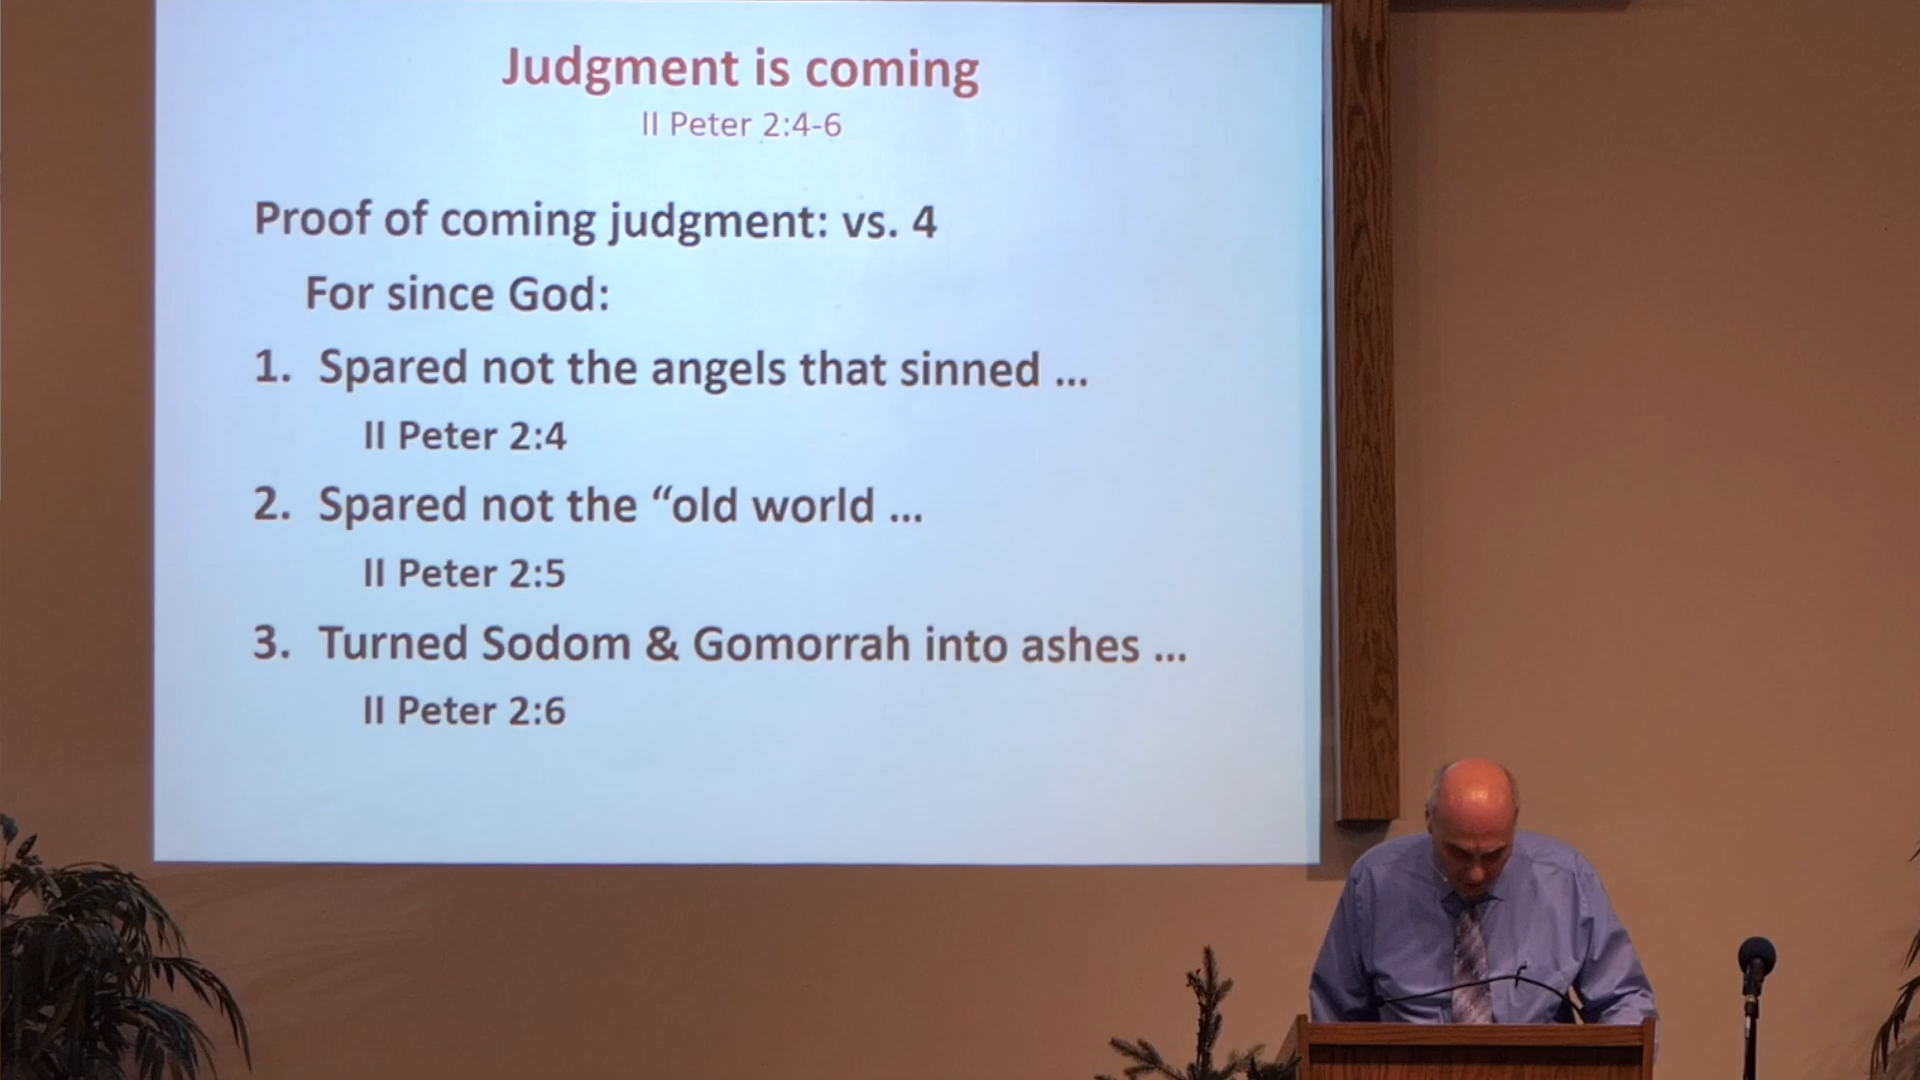 Judgment is coming
II Peter 2:4-6
Proof of coming judgment: vs. 4
For since God:
1. Spared not the angels that sinned ...
II Peter 2:4
2. Spared not the “old world ...
II Peter 2:5
3. Turned Sodom & Gomorrah into ashes ...
II Peter 2:6